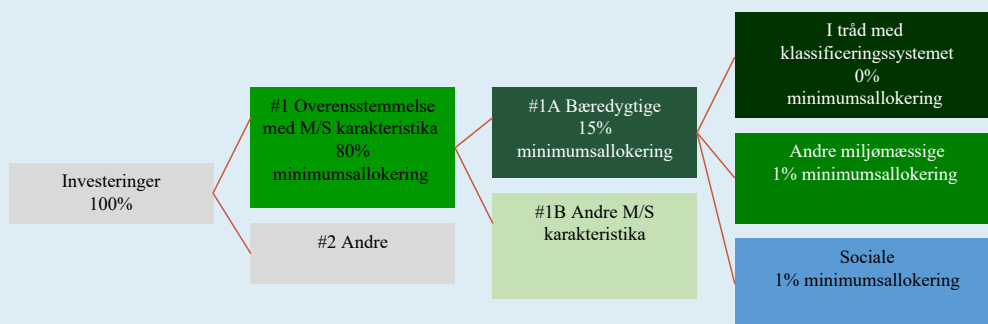 Investeringer
100%
#1 Overensstemmelse
med M/S karakteristika
80%
minimumsallokering
#2 Andre
#1A Bæredygtige
15%
minimumsallokering
#1B Andre M/S
karakteristika
I tråd med
klassificeringssystemet
0%
minimumsallokering
Andre miljømæssige
1% minimumsallokering
Sociale
1% minimumsallokering